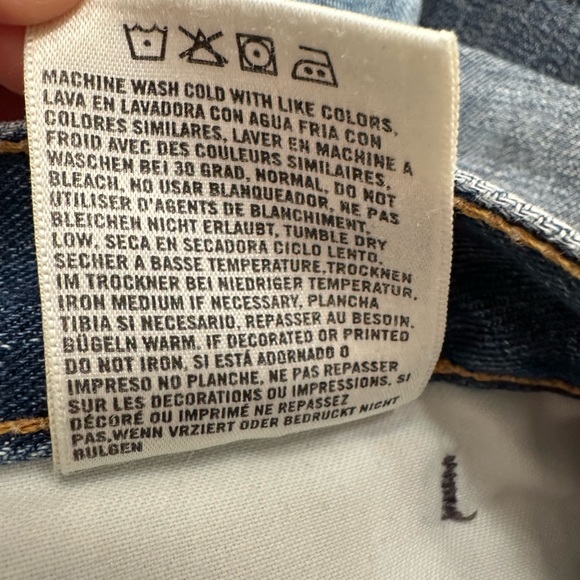 MACHINE WASH COLD WITH LIKE COLORS,
LAVA EN LAVADORA CON AGUA FRIA CON
COLORES SIMILARES, LAVER EN MACHINE A
FROID AVEC DES COULEURS SIMILAIRES,
WASCHEN BEI 30 GRAD, NORMAL, DO NOT
BLEACH, NO USAR BLANQUEADOR, NE PAS
UTILISER D'AGENTS DE BLANCHIMENT,
BLEICHEN NICHT ERLAUBT, TUMBLE DRY
LOW, SECA EN SECADORA CICLO LENTO,
SECHER A BASSE TEMPERATURE, TROCKNEN
IM TROCKNER BEI NIEDRIGER TEMPERATUR,
IRON MEDIUM IF NECESSARY, PLANCHA
TIBIA SI NECESARIO, REPASSER AU BESOIN,
BÜGELN WARM, IF DECORATED OR PRINTED
DO NOT IRON, SI ESTÁ ADORNADO O
IMPRESO NO PLANCHE, NE PAS REPASSER
SUR LES DECORATIONS OU IMPRESSIONS, SI
DÉCORÉ OU IMPRIMÉ NE REPASSEZ
PAS, WENN VRZIERT ODER BEDRUCKT NICHT
BULGEN